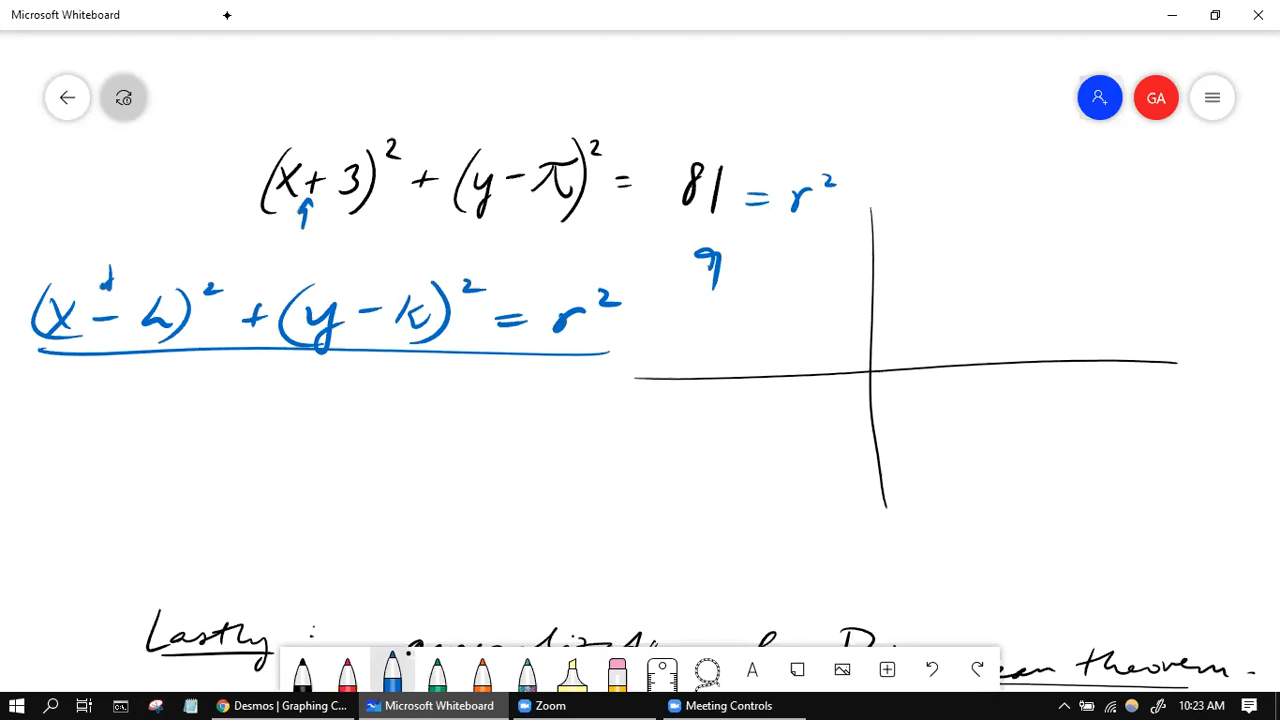 Microsoft Whiteboard
GA
(x + 3)² + (y − π)² = 81 = r²
9
(x − h)² + (y − k)² = r²
Lastly :
theorem.
A
Desmos | Graphing C...
Microsoft Whiteboard
Zoom
Meeting Controls
10:23 AM